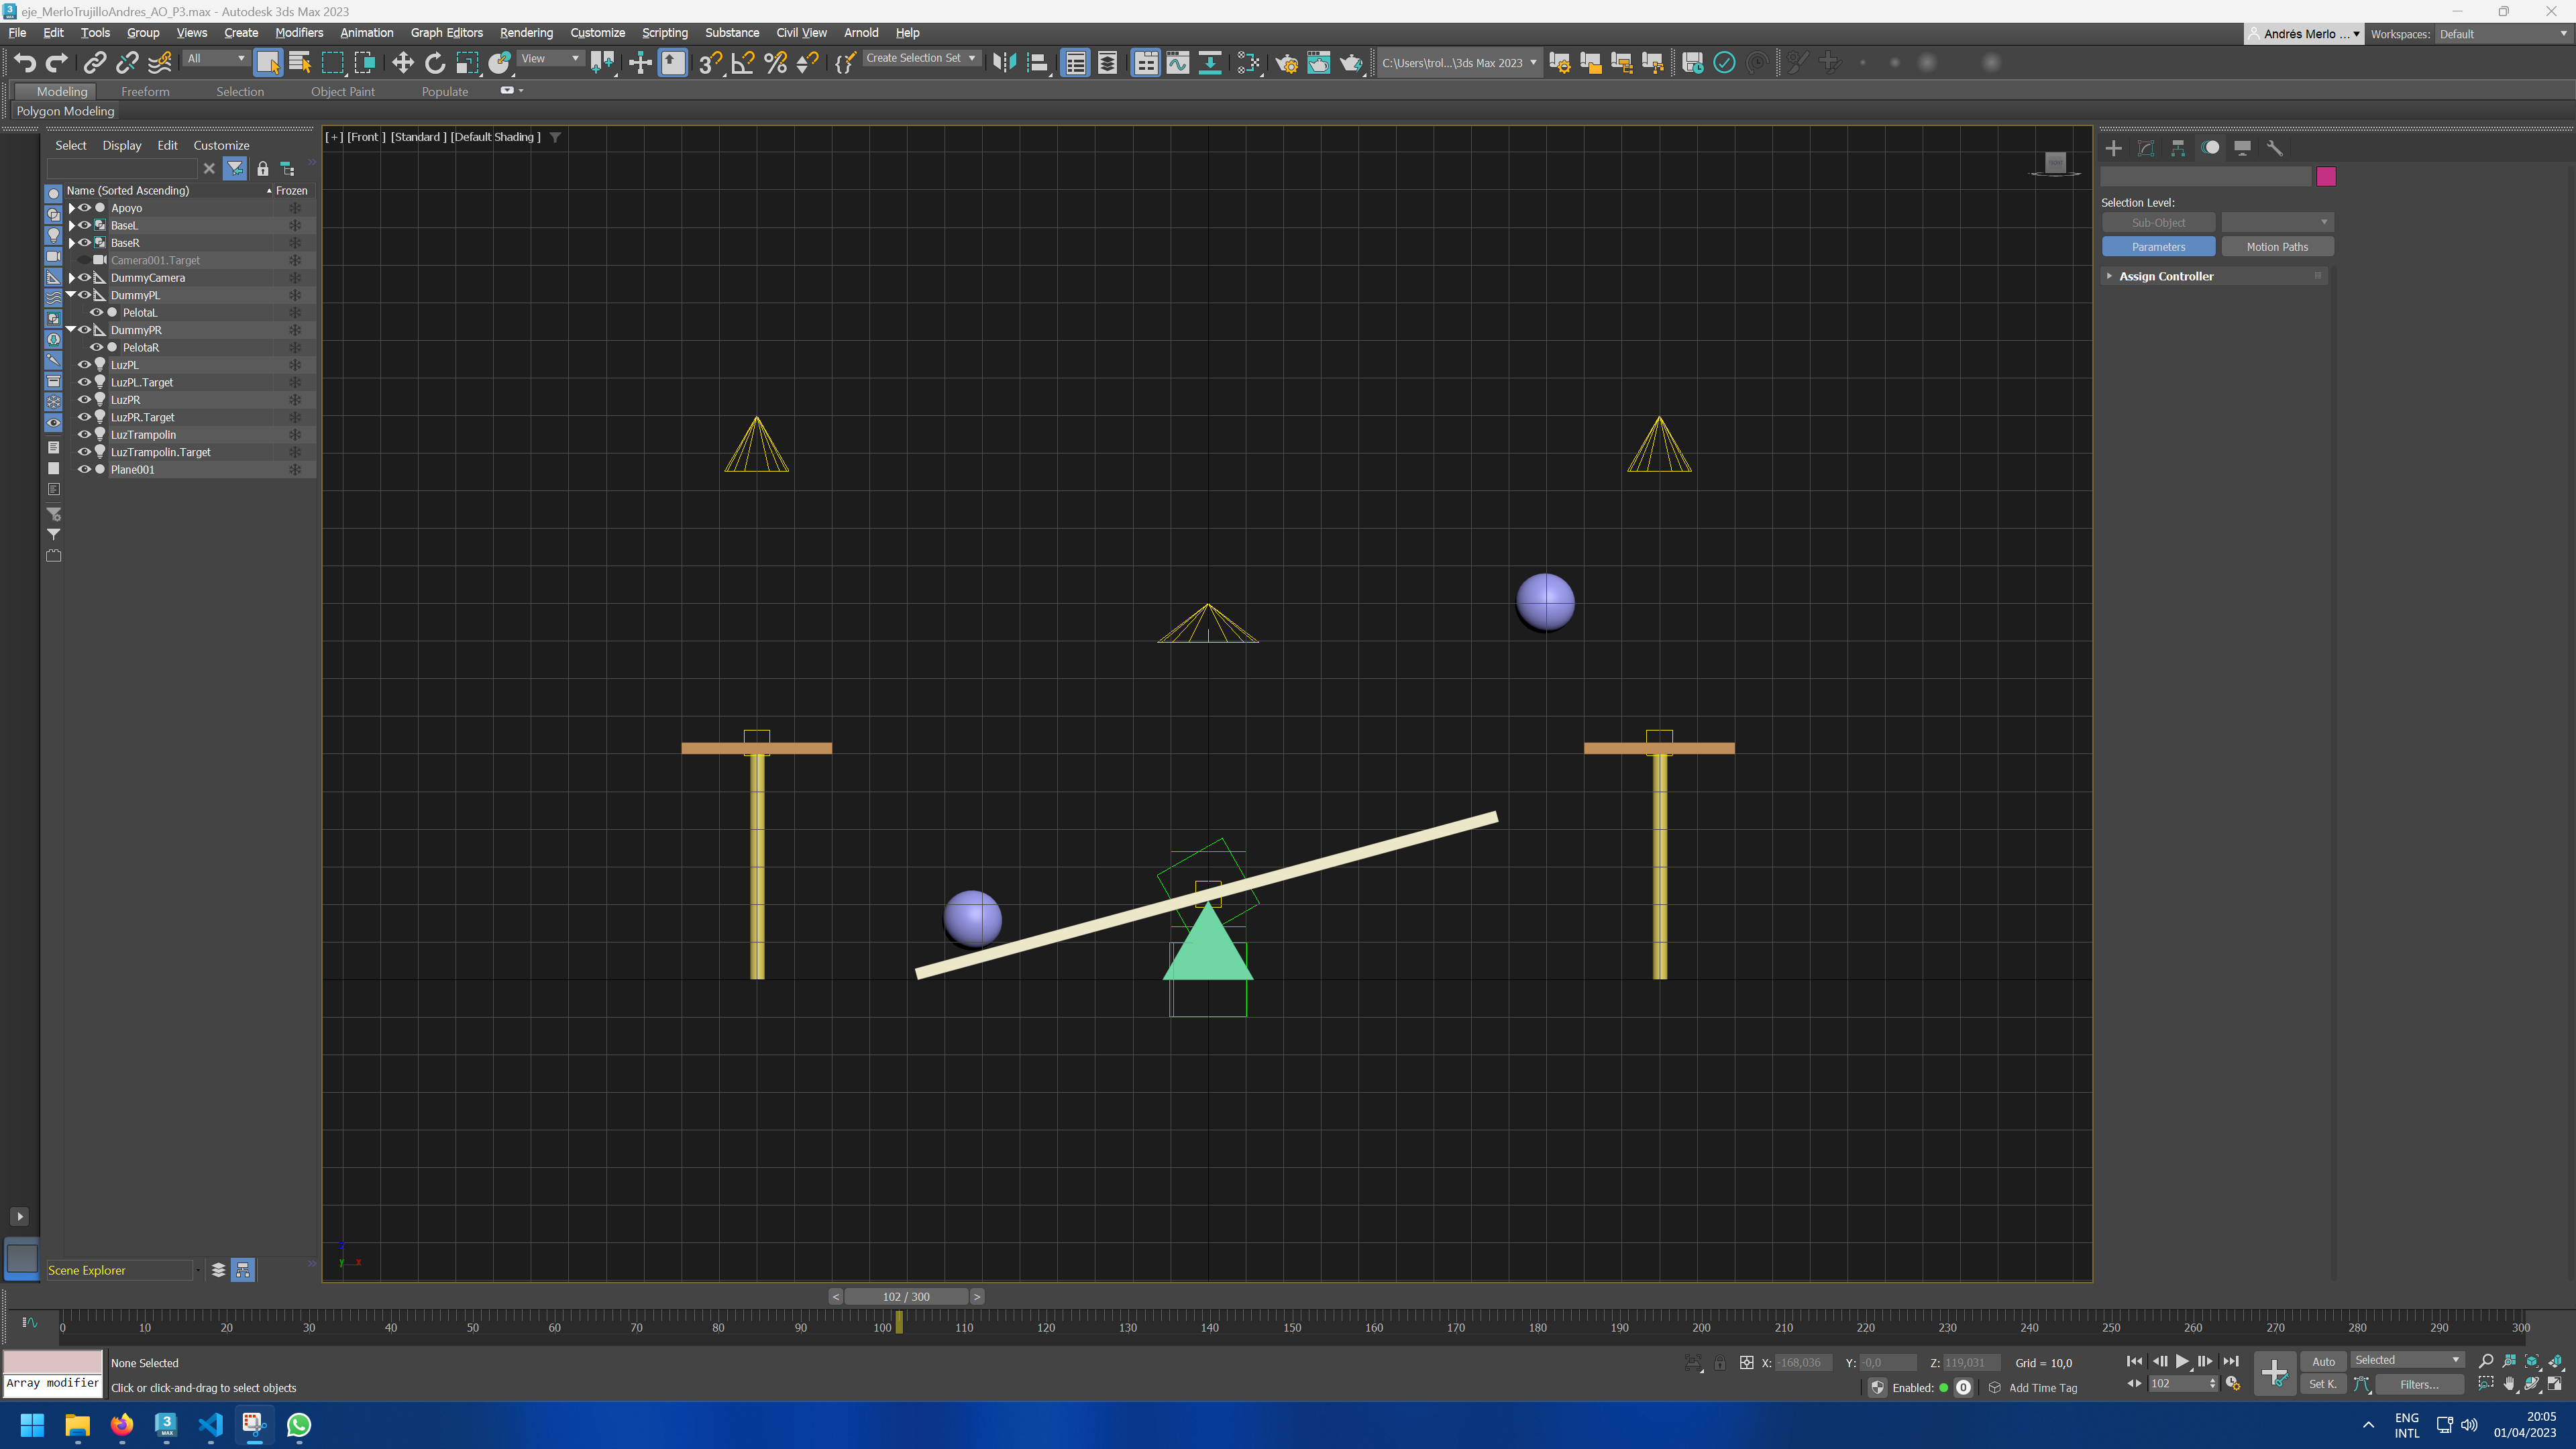 eje_MerloTrujilloAndres_AO_P3.max - Autodesk 3ds Max 2023
File Edit Tools Group Views Create Modifiers Animation Graph Editors Rendering Customize Scripting Substance Civil View Arnold Help
Andrés Merlo ... Workspaces: Default
All View Create Selection Set C:\Users\trol...\3ds Max 2023
Modeling Freeform Selection Object Paint Populate
Polygon Modeling
Select Display Edit Customize
[+] [Front ] [Standard ] [Default Shading ]
Name (Sorted Ascending) Frozen
Apoyo
BaseL
BaseR
Camera001.Target
DummyCamera
DummyPL
PelotaL
DummyPR
PelotaR
LuzPL
LuzPL.Target
LuzPR
LuzPR.Target
LuzTrampolin
LuzTrampolin.Target
Plane001
Selection Level:
Sub-Object
Parameters Motion Paths
Assign Controller
Scene Explorer
< 102 / 300 >
0 10 20 30 40 50 60 70 80 90 100 110 120 130 140 150 160 170 180 190 200 210 220 230 240 250 260 270 280 290 300
None Selected
Array modifier
Click or click-and-drag to select objects
X: -168,036 Y: -0,0 Z: 119,031 Grid = 10,0
Enabled: 0 Add Time Tag
102
Auto Selected
Set K. Filters...
ENG
INTL
20:05
01/04/2023